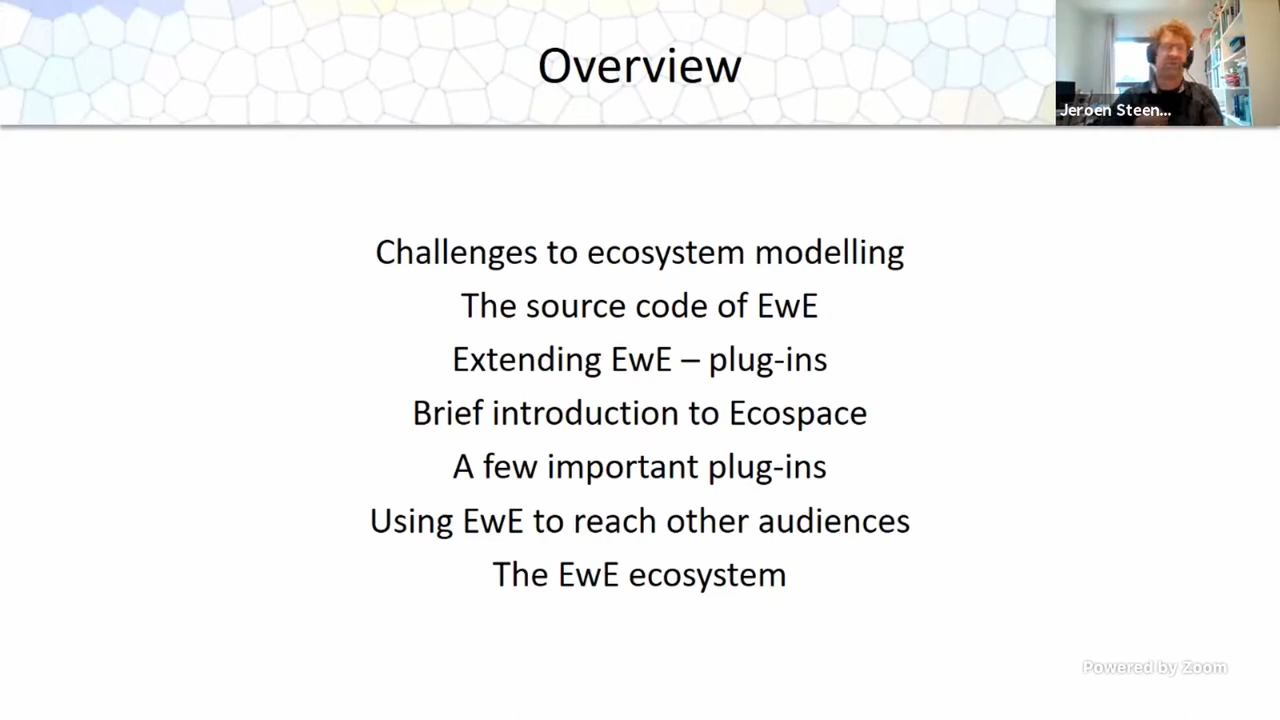 Overview
Jeroen Steen...
Challenges to ecosystem modelling
The source code of EwE
Extending EwE – plug-ins
Brief introduction to Ecospace
A few important plug-ins
Using EwE to reach other audiences
The EwE ecosystem
Powered by Zoom